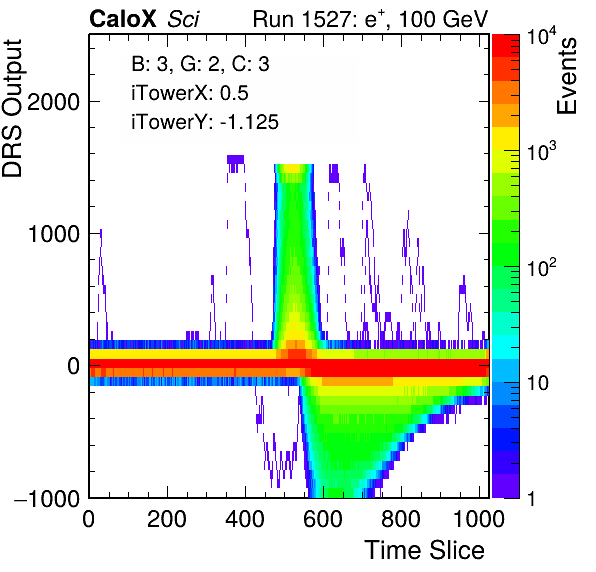 CaloX Sci Run 1527: e⁺, 100 GeV
B: 3, G: 2, C: 3
iTowerX: 0.5
iTowerY: -1.125
DRS Output
2000
1000
0
−1000
0 200 400 600 800 1000
Time Slice
Events
10⁴
10³
10²
10
1